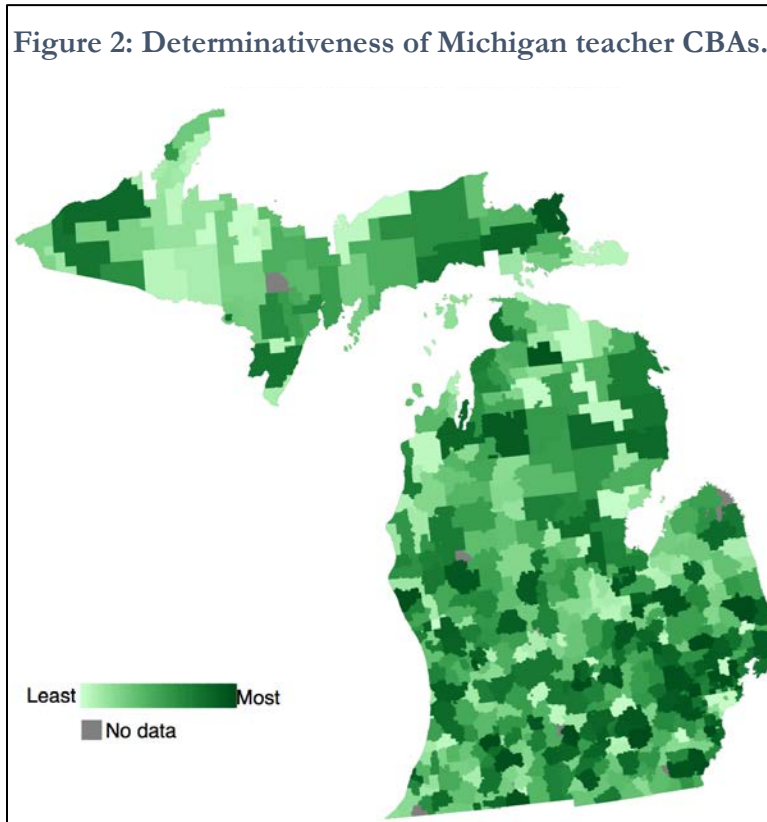 Figure 2: Determinativeness of Michigan teacher CBAs.
Least Most
No data